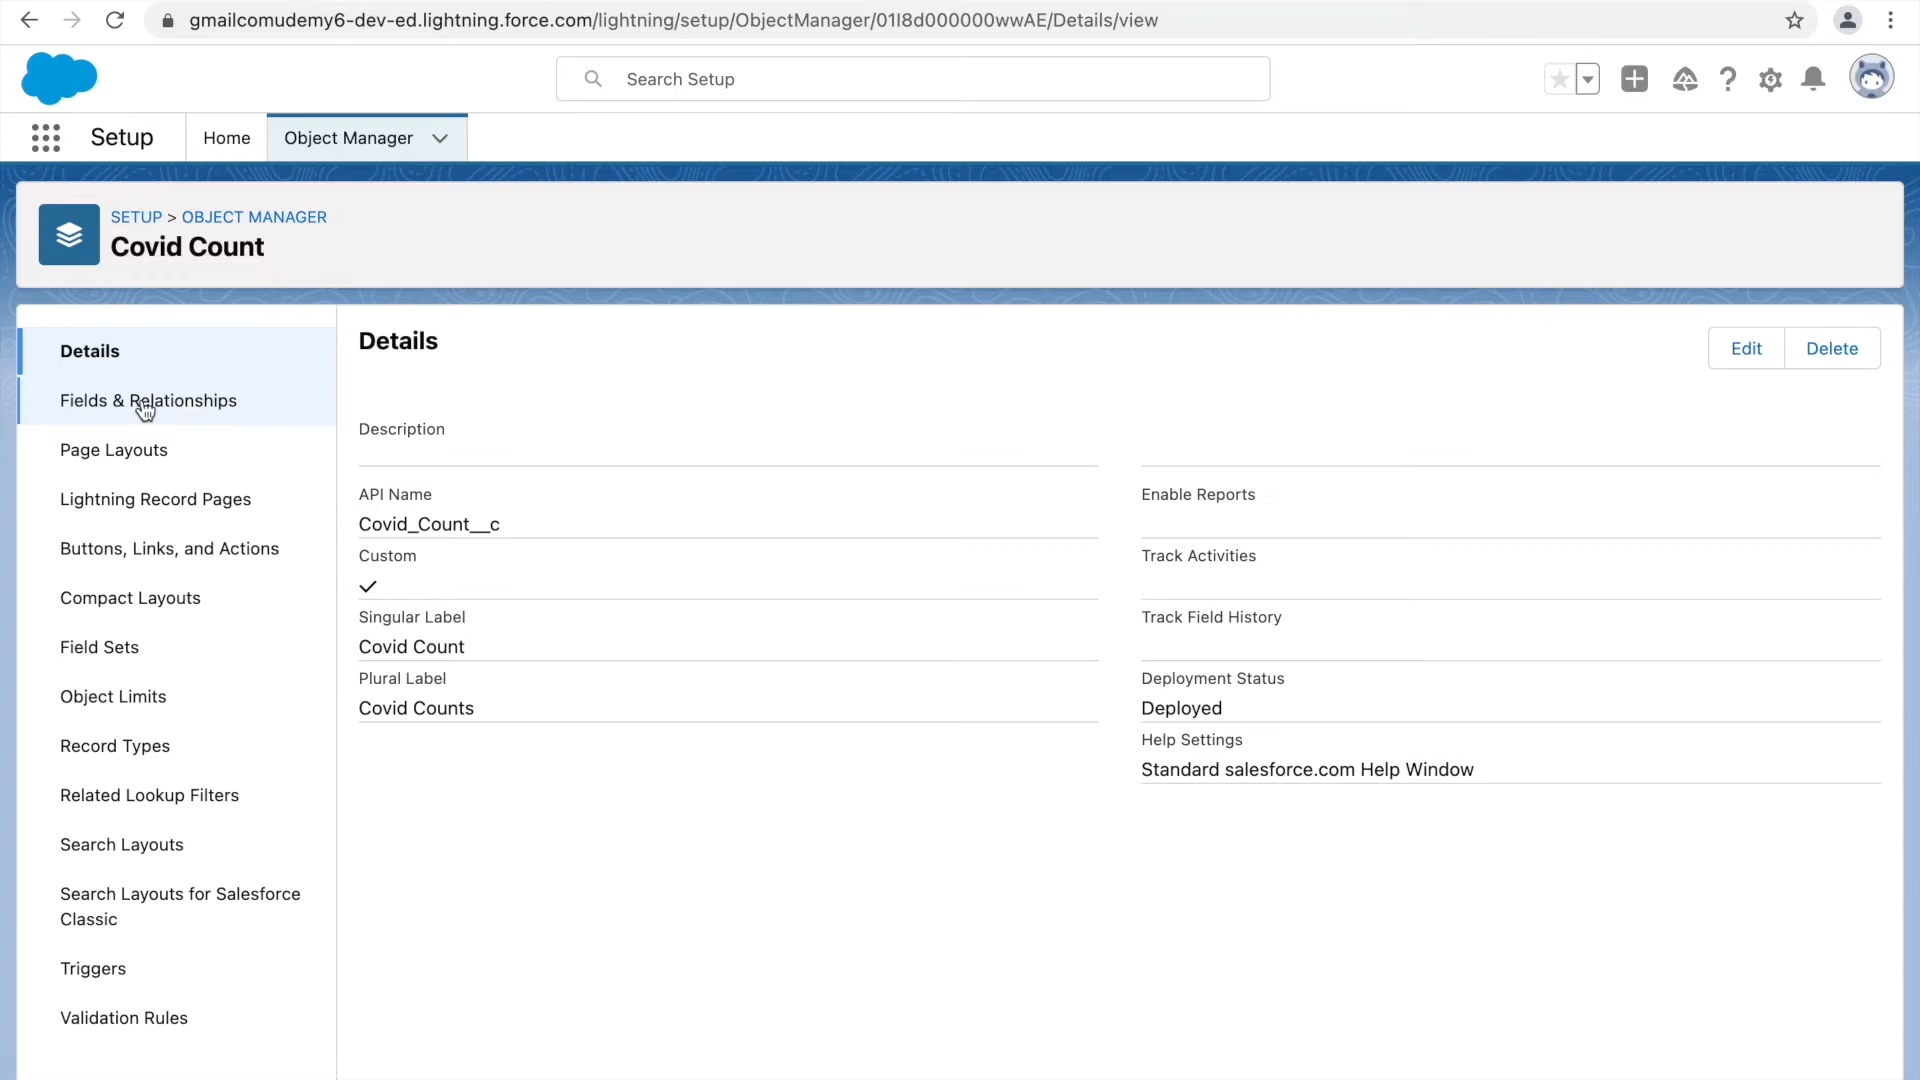 gmailcomudemy6-dev-ed.lightning.force.com/lightning/setup/ObjectManager/01I8d000000wwAE/Details/view
Search Setup
Setup
Home
Object Manager
SETUP > OBJECT MANAGER
Covid Count
Details
Fields & Relationships
Page Layouts
Lightning Record Pages
Buttons, Links, and Actions
Compact Layouts
Field Sets
Object Limits
Record Types
Related Lookup Filters
Search Layouts
Search Layouts for Salesforce
Classic
Triggers
Validation Rules
Details
Edit
Delete
Description
API Name
Covid_Count__c
Custom
Singular Label
Covid Count
Plural Label
Covid Counts
Enable Reports
Track Activities
Track Field History
Deployment Status
Deployed
Help Settings
Standard salesforce.com Help Window